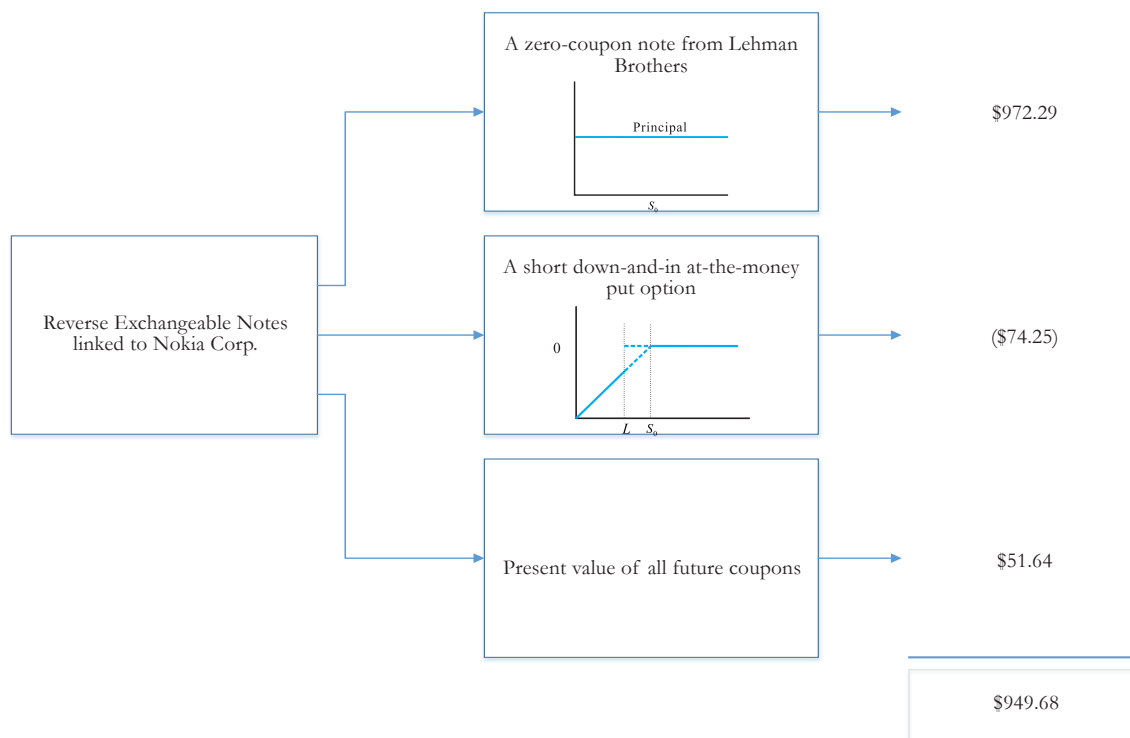 A zero-coupon note from Lehman
Brothers
Principal
S₀
$972.29
Reverse Exchangeable Notes
linked to Nokia Corp.
A short down-and-in at-the-money
put option
0
L S₀
($74.25)
Present value of all future coupons
$51.64
$949.68